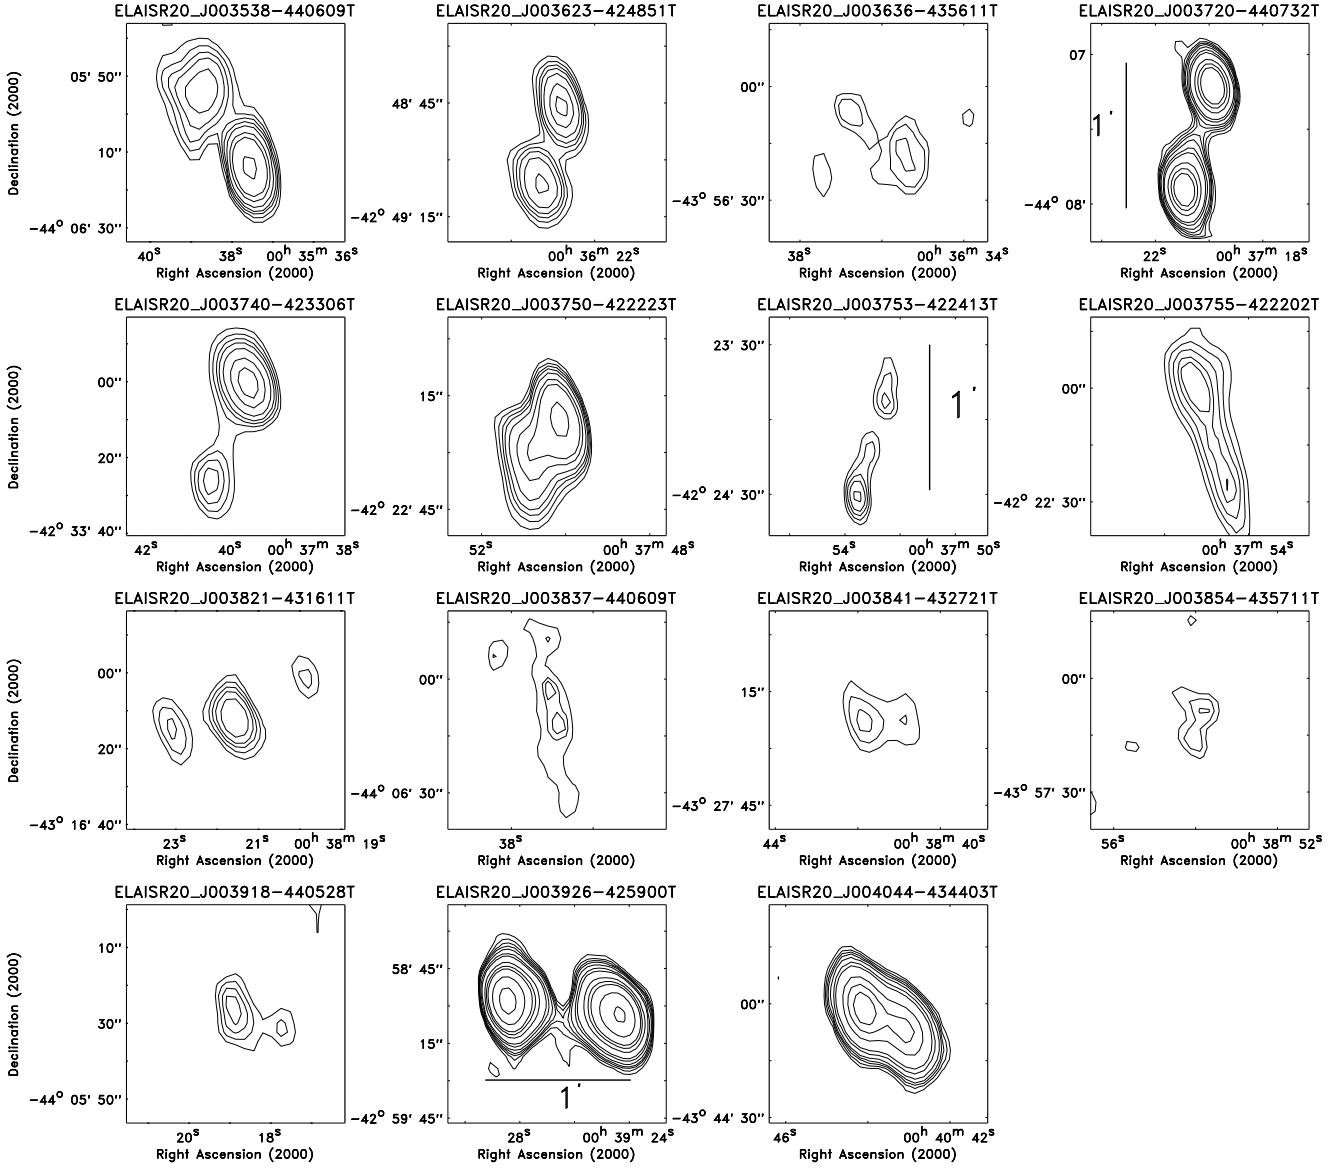 ELAISR20_J003538-440609T
ELAISR20_J003623-424851T
ELAISR20_J003636-435611T
ELAISR20_J003720-440732T
Declination (2000)
05' 50''
10''
-44° 06' 30''
40s 38s 00h 35m 36s
Right Ascension (2000)
48' 45''
-42° 49' 15''
00h 36m 22s
Right Ascension (2000)
00''
-43° 56' 30''
38s 00h 36m 34s
Right Ascension (2000)
07'
1'
-44° 08'
22s 00h 37m 18s
Right Ascension (2000)
ELAISR20_J003740-423306T
ELAISR20_J003750-422223T
ELAISR20_J003753-422413T
ELAISR20_J003755-422202T
Declination (2000)
00''
20''
-42° 33' 40''
42s 40s 00h 37m 38s
Right Ascension (2000)
15''
-42° 22' 45''
52s 00h 37m 48s
Right Ascension (2000)
23' 30''
1'
-42° 24' 30''
54s 00h 37m 50s
Right Ascension (2000)
00''
-42° 22' 30''
00h 37m 54s
Right Ascension (2000)
ELAISR20_J003821-431611T
ELAISR20_J003837-440609T
ELAISR20_J003841-432721T
ELAISR20_J003854-435711T
Declination (2000)
00''
20''
-43° 16' 40''
23s 21s 00h 38m 19s
Right Ascension (2000)
00''
-44° 06' 30''
38s
Right Ascension (2000)
15''
-43° 27' 45''
44s 00h 38m 40s
Right Ascension (2000)
00''
-43° 57' 30''
56s 00h 38m 52s
Right Ascension (2000)
ELAISR20_J003918-440528T
ELAISR20_J003926-425900T
ELAISR20_J004044-434403T
Declination (2000)
10''
30''
-44° 05' 50''
20s 18s
Right Ascension (2000)
58' 45''
15''
1'
-42° 59' 45''
28s 00h 39m 24s
Right Ascension (2000)
00''
-43° 44' 30''
46s 00h 40m 42s
Right Ascension (2000)